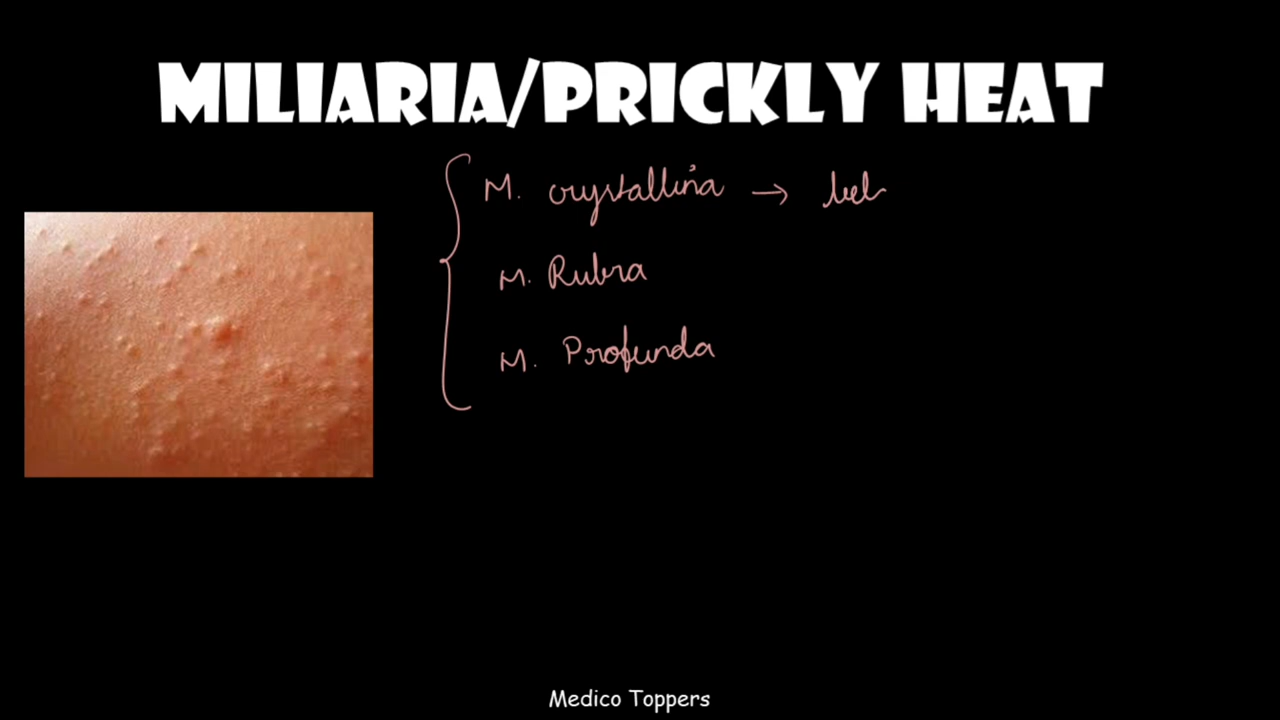 MILIARIA/PRICKLY HEAT
M. crystallina →
M. Rubra
M. Profunda
Medico Toppers